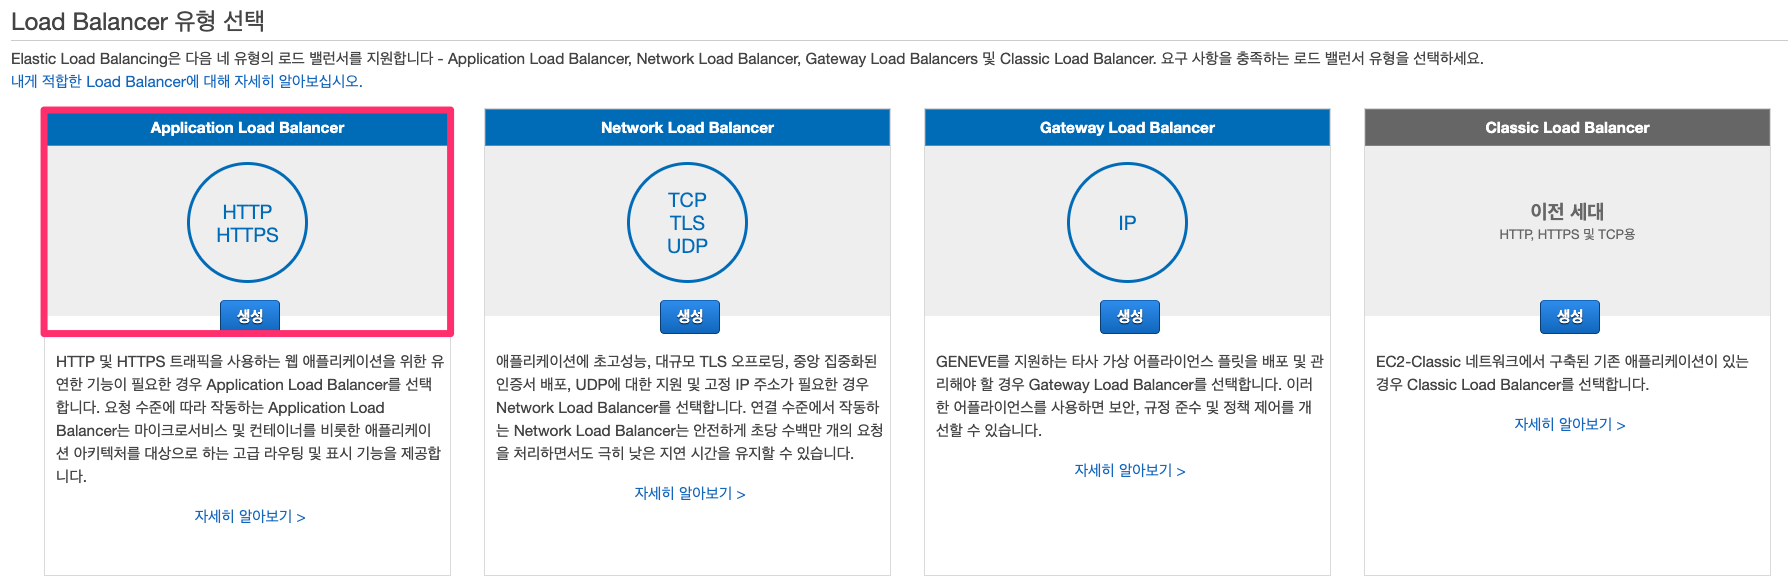 Load Balancer 유형 선택
Elastic Load Balancing은 다음 네 유형의 로드 밸런서를 지원합니다 - Application Load Balancer, Network Load Balancer, Gateway Load Balancers 및 Classic Load Balancer. 요구 사항을 충족하는 로드 밸런서 유형을 선택하세요.
내게 적합한 Load Balancer에 대해 자세히 알아보십시오.
Application Load Balancer
HTTP
HTTPS
생성
HTTP 및 HTTPS 트래픽을 사용하는 웹 애플리케이션을 위한 유
연한 기능이 필요한 경우 Application Load Balancer를 선택
합니다. 요청 수준에 따라 작동하는 Application Load
Balancer는 마이크로서비스 및 컨테이너를 비롯한 애플리케이
션 아키텍처를 대상으로 하는 고급 라우팅 및 표시 기능을 제공합
니다.
자세히 알아보기 >
Network Load Balancer
TCP
TLS
UDP
생성
애플리케이션에 초고성능, 대규모 TLS 오프로딩, 중앙 집중화된
인증서 배포, UDP에 대한 지원 및 고정 IP 주소가 필요한 경우
Network Load Balancer를 선택합니다. 연결 수준에서 작동하
는 Network Load Balancer는 안전하게 초당 수백만 개의 요청
을 처리하면서도 극히 낮은 지연 시간을 유지할 수 있습니다.
자세히 알아보기 >
Gateway Load Balancer
IP
생성
GENEVE를 지원하는 타사 가상 어플라이언스 플릿을 배포 및 관
리해야 할 경우 Gateway Load Balancer를 선택합니다. 이러
한 어플라이언스를 사용하면 보안, 규정 준수 및 정책 제어를 개
선할 수 있습니다.
자세히 알아보기 >
Classic Load Balancer
이전 세대
HTTP, HTTPS 및 TCP용
생성
EC2-Classic 네트워크에서 구축된 기존 애플리케이션이 있는
경우 Classic Load Balancer를 선택합니다.
자세히 알아보기 >